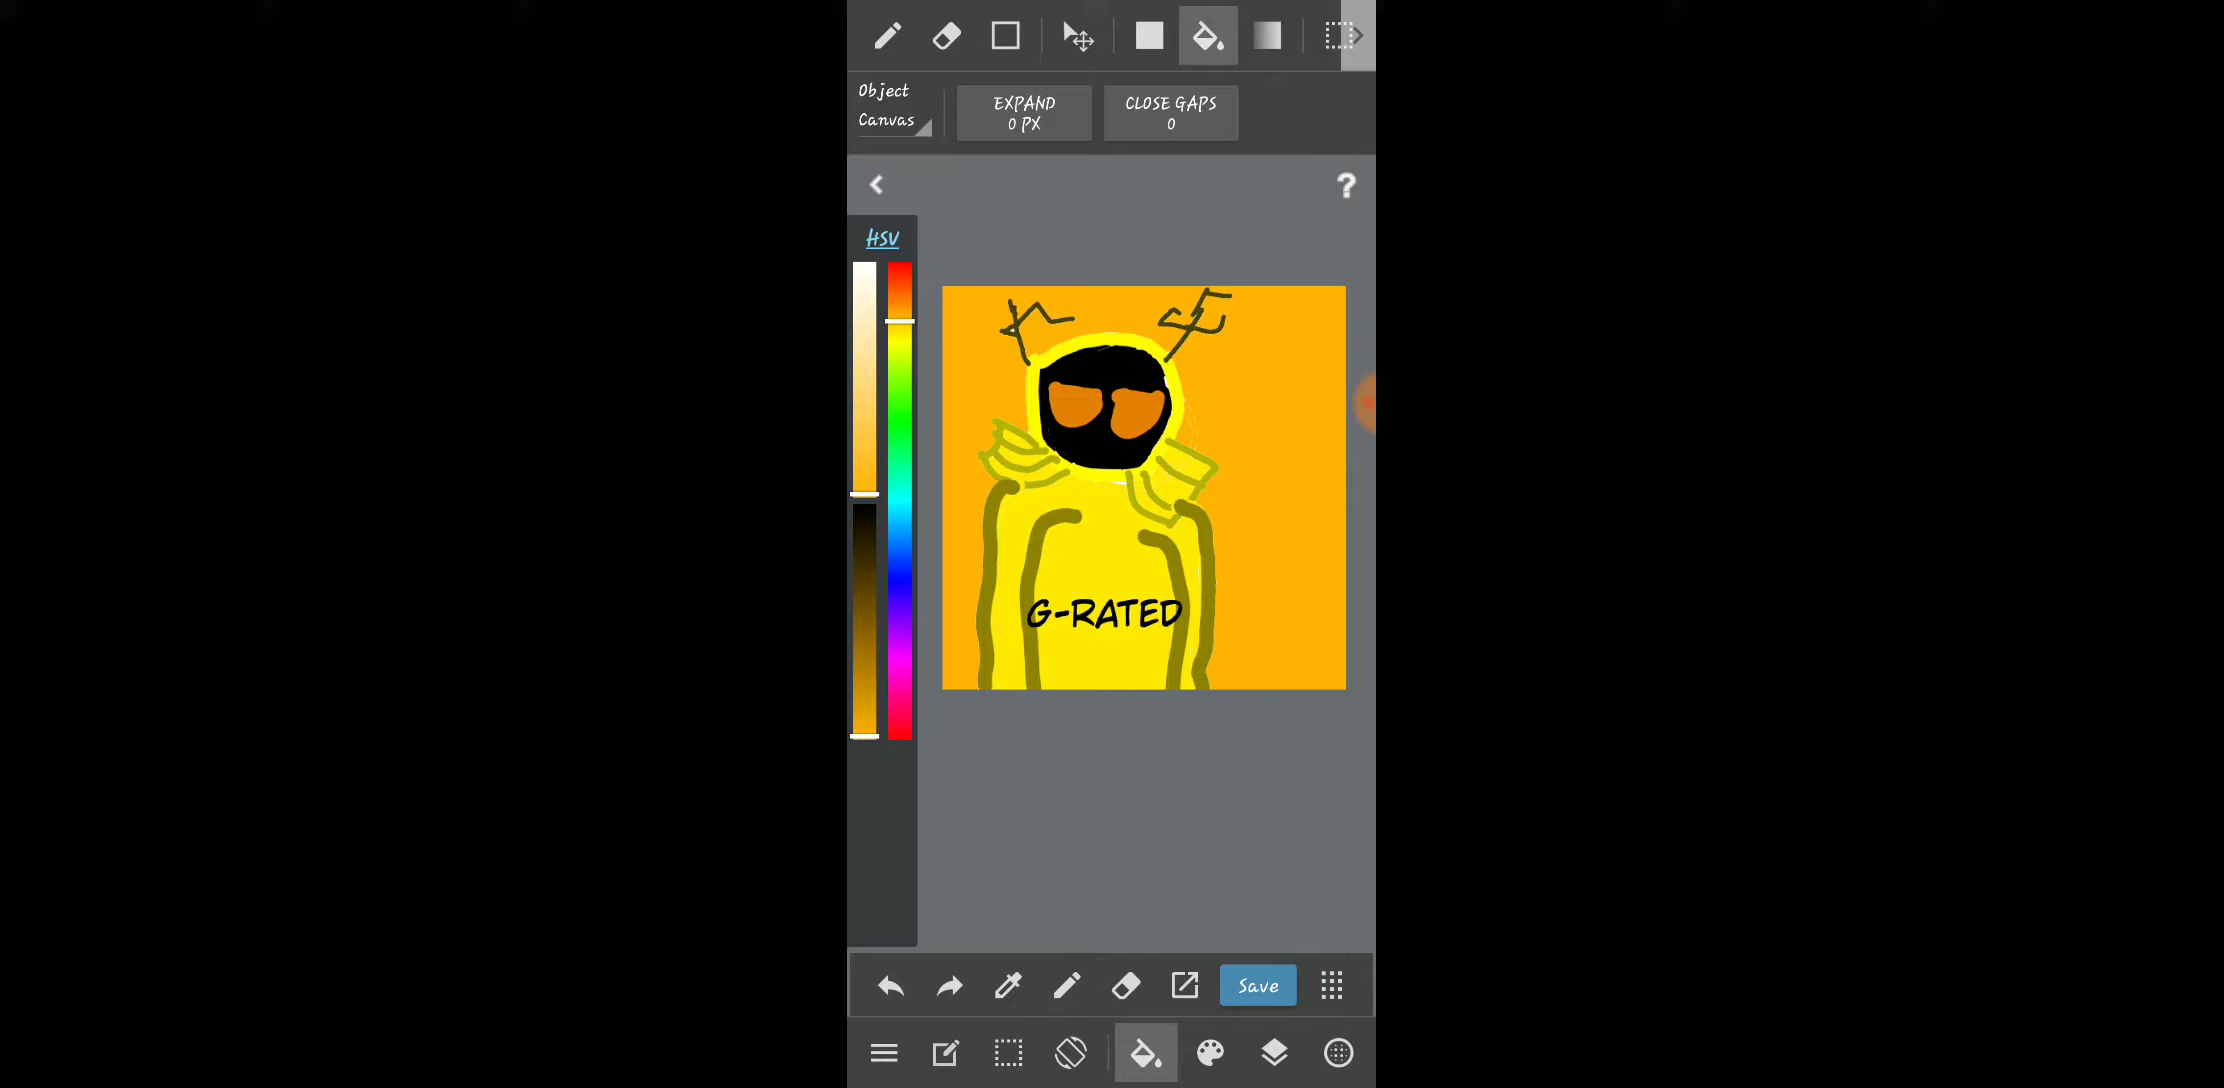 Object
Canvas
EXPAND
0 PX
CLOSE GAPS
0
?
HSV
G-RATED
Save